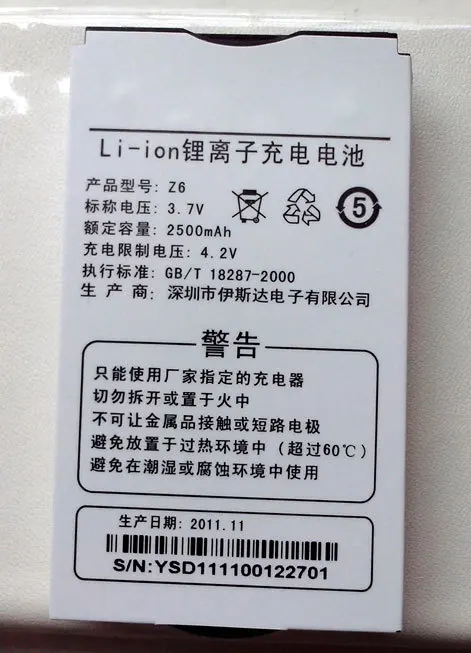 Li-ion锂离子充电电池
产品型号: Z6
标称电压: 3.7V
额定容量: 2500mAh
充电限制电压: 4.2V
执行标准: GB/T 18287-2000
生 产 商: 深圳市伊斯达电子有限公司
5
警告
只能使用厂家指定的充电器
切勿拆开或置于火中
不可让金属品接触或短路电极
避免放置于过热环境中 (超过60℃)
避免在潮湿或腐蚀环境中使用
生产日期: 2011.11
S/N:YSD111100122701